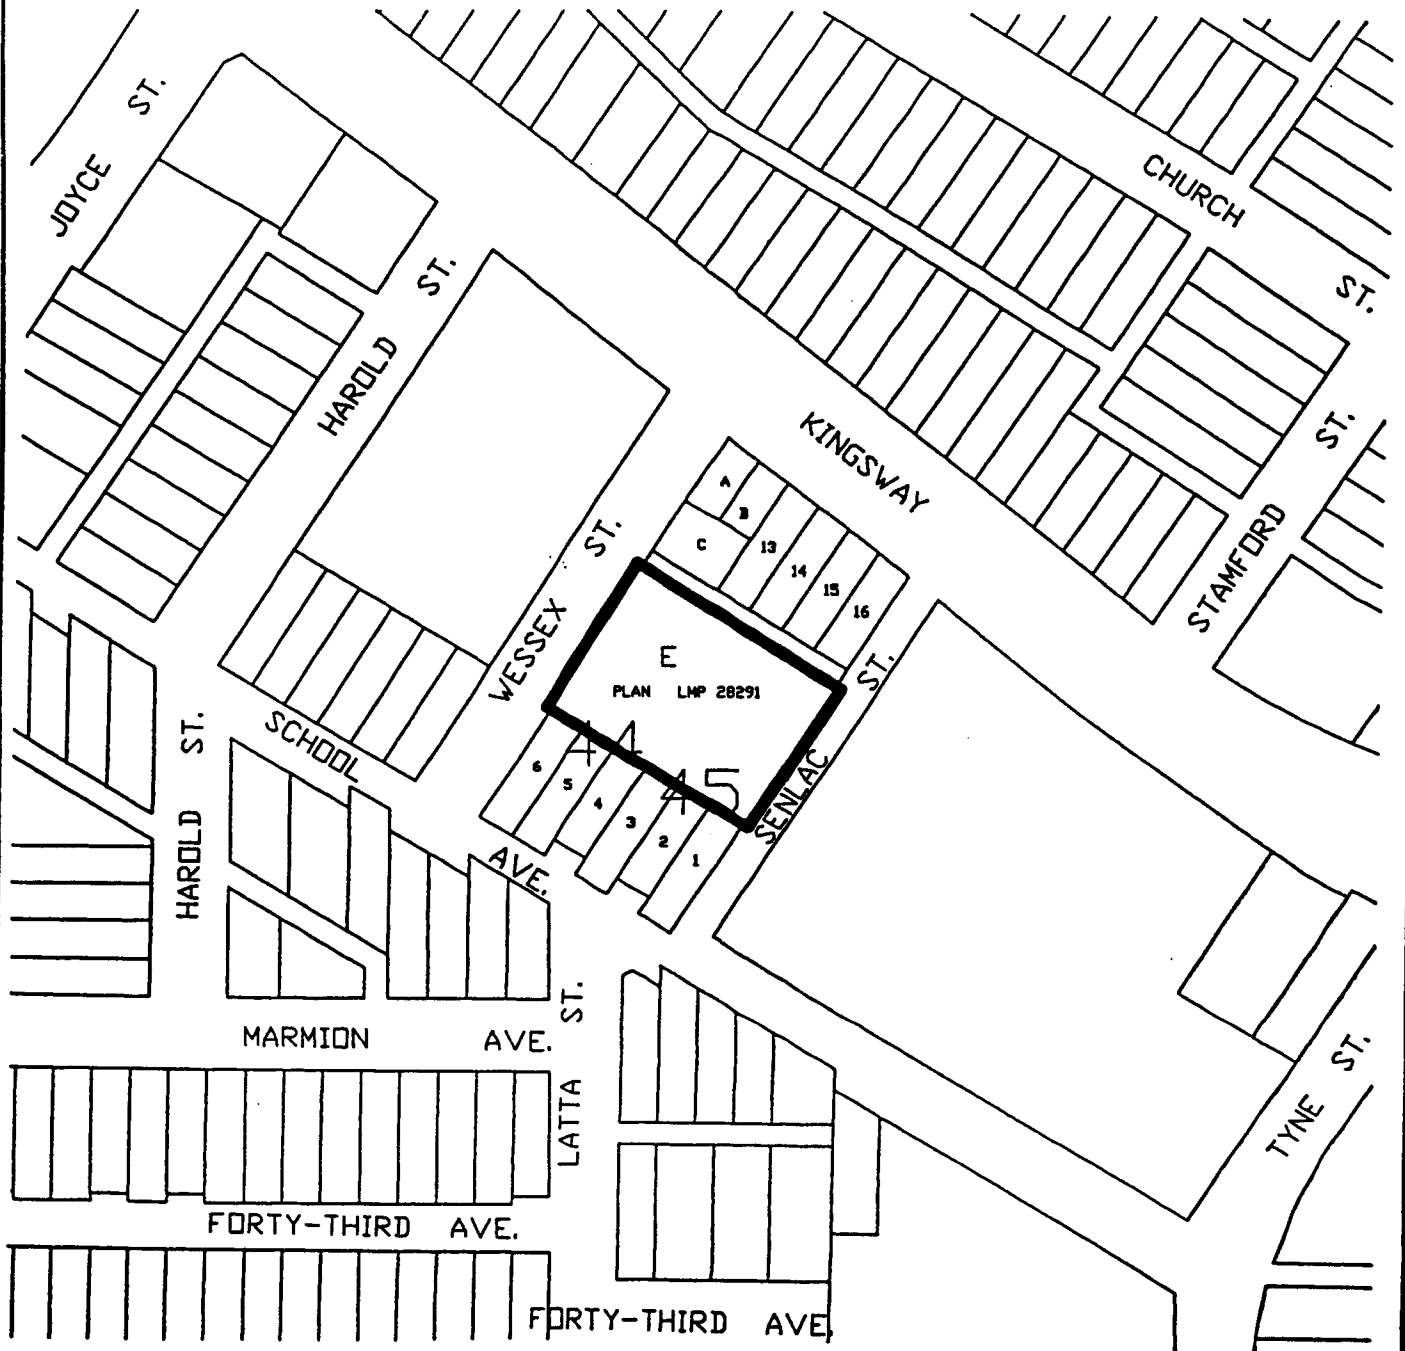 JOYCE ST.
CHURCH ST.
HAROLD ST.
KINGSWAY
STAMFORD ST.
A
B
C
13
14
15
16
WESSEX ST.
E
PLAN LMP 28291
44
45
SENLAC ST.
6
5
4
3
2
1
SCHOOL AVE.
HAROLD ST.
MARMION AVE.
LATTA ST.
TYNE ST.
FORTY-THIRD AVE.
FORTY-THIRD AVE.